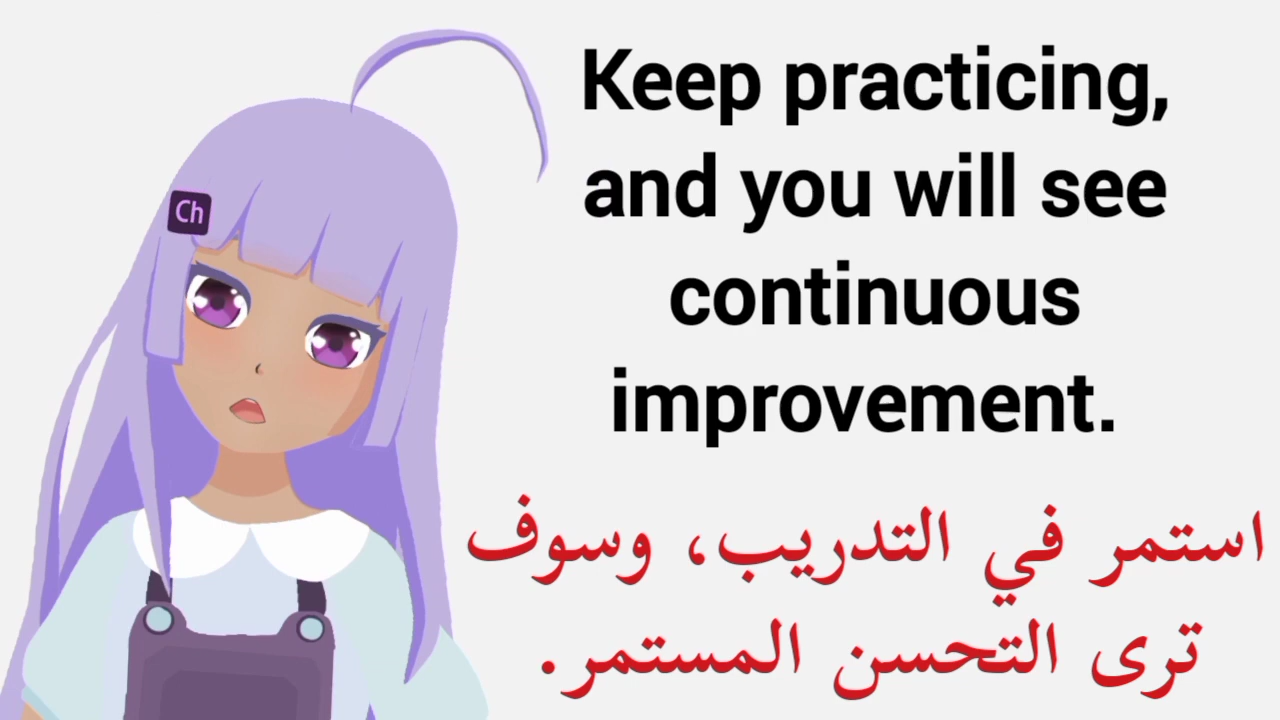 Ch
Keep practicing,
and you will see
continuous
improvement.
استمر في التدريب، وسوف
ترى التحسن المستمر.